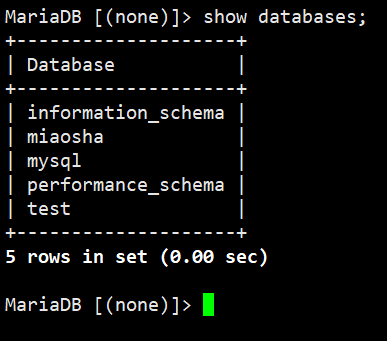 MariaDB [(none)]> show databases;
+--------------------+
| Database           |
+--------------------+
| information_schema |
| miaosha            |
| mysql              |
| performance_schema |
| test               |
+--------------------+
5 rows in set (0.00 sec)
MariaDB [(none)]>